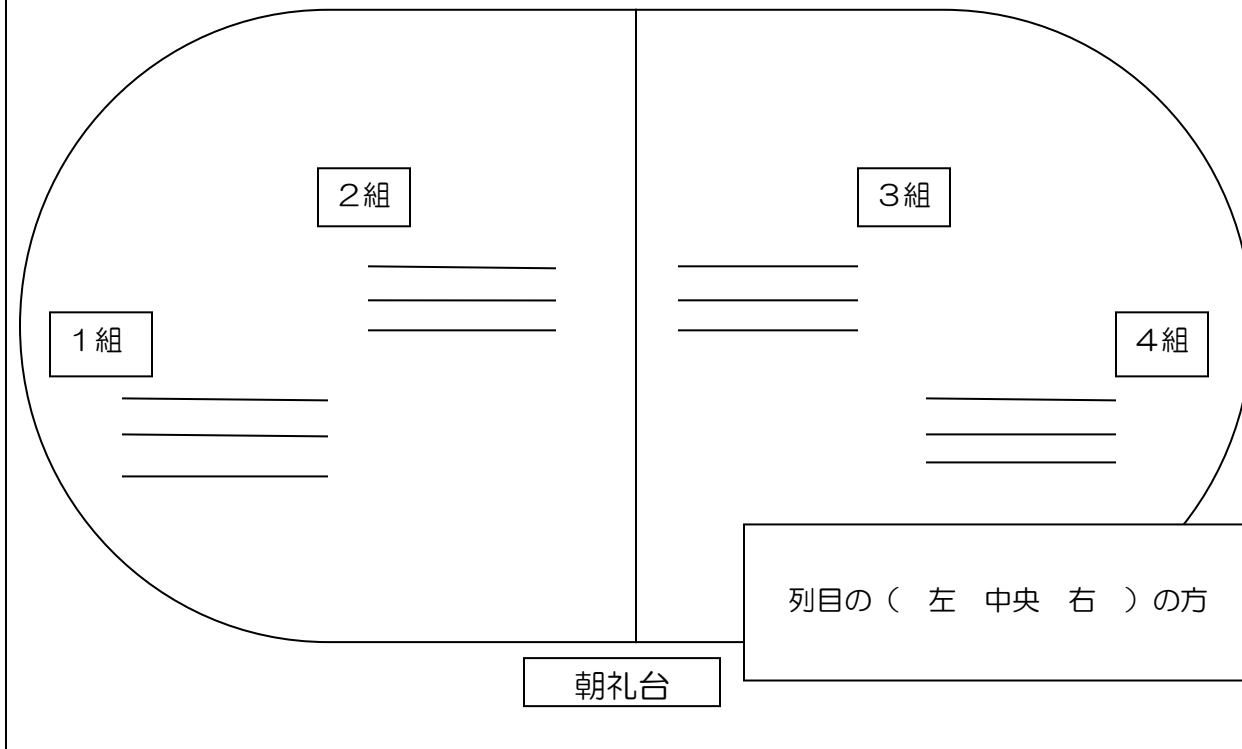 ２組
３組
１組
４組
列目の（　左　中央　右　）の方
朝礼台